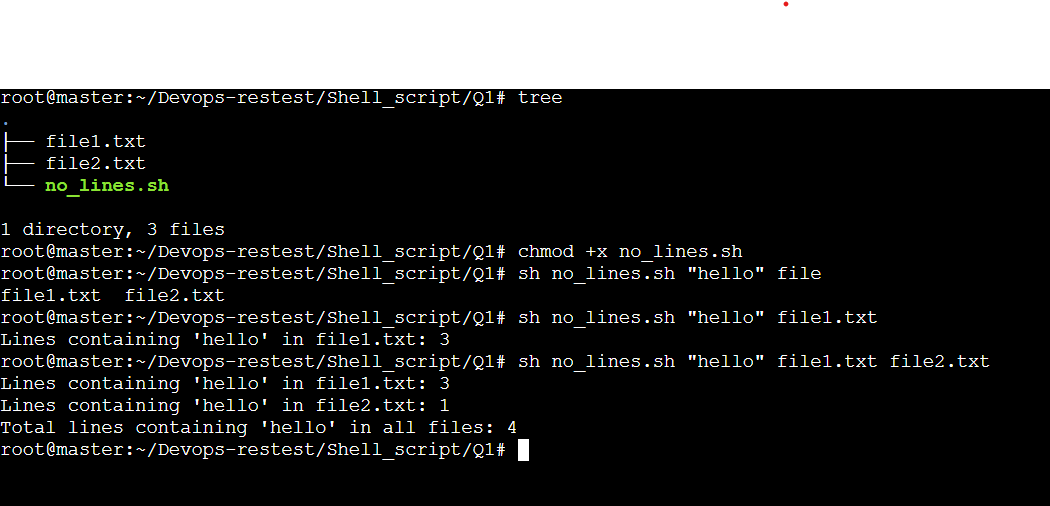 root@master:~/Devops-restest/Shell_script/Q1# tree
.
├── file1.txt
├── file2.txt
└── no_lines.sh
1 directory, 3 files
root@master:~/Devops-restest/Shell_script/Q1# chmod +x no_lines.sh
root@master:~/Devops-restest/Shell_script/Q1# sh no_lines.sh "hello" file
file1.txt  file2.txt
root@master:~/Devops-restest/Shell_script/Q1# sh no_lines.sh "hello" file1.txt
Lines containing 'hello' in file1.txt: 3
root@master:~/Devops-restest/Shell_script/Q1# sh no_lines.sh "hello" file1.txt file2.txt
Lines containing 'hello' in file1.txt: 3
Lines containing 'hello' in file2.txt: 1
Total lines containing 'hello' in all files: 4
root@master:~/Devops-restest/Shell_script/Q1#